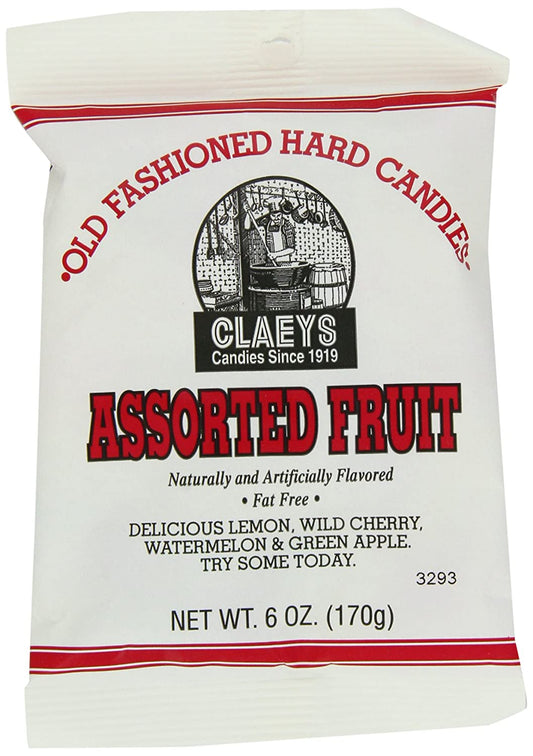 •OLD FASHIONED HARD CANDIES•
CLAEYS
Candies Since 1919
ASSORTED FRUIT
Naturally and Artificially Flavored
• Fat Free •
DELICIOUS LEMON, WILD CHERRY,
WATERMELON & GREEN APPLE.
TRY SOME TODAY.
3293
NET WT. 6 OZ. (170g)